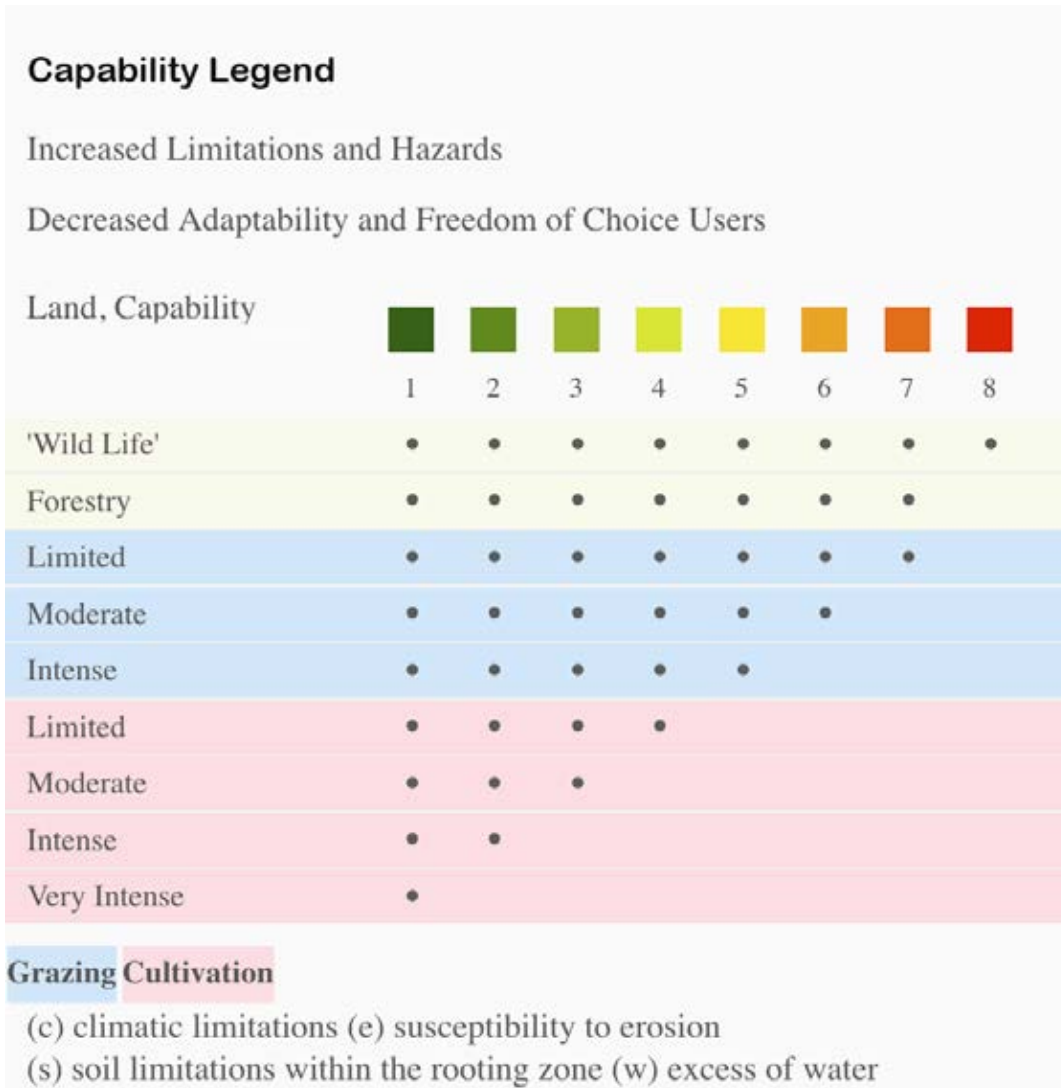 Capability Legend
Increased Limitations and Hazards
Decreased Adaptability and Freedom of Choice Users
Land, Capability
1 2 3 4 5 6 7 8
'Wild Life'
Forestry
Limited
Moderate
Intense
Limited
Moderate
Intense
Very Intense
Grazing Cultivation
(c) climatic limitations (e) susceptibility to erosion
(s) soil limitations within the rooting zone (w) excess of water